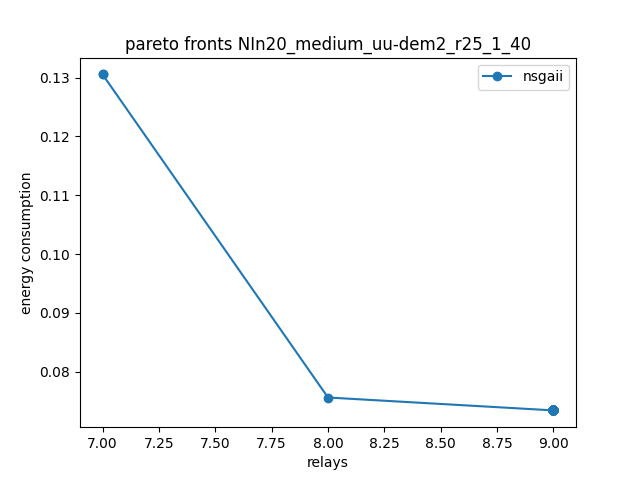 pareto fronts NIn20_medium_uu-dem2_r25_1_40
nsgaii
energy consumption
0.13
0.12
0.11
0.10
0.09
0.08
7.00 7.25 7.50 7.75 8.00 8.25 8.50 8.75 9.00
relays